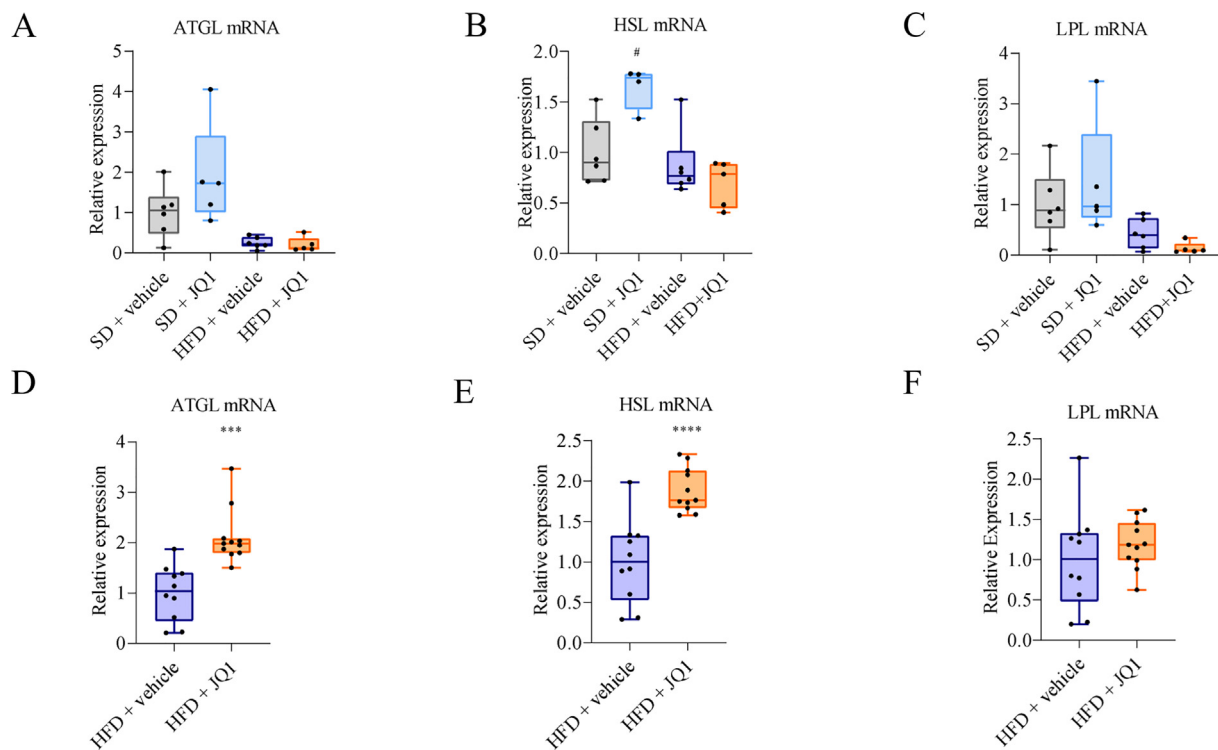 A
ATGL mRNA
Relative expression
5
4
3
2
1
0
SD + vehicle
SD + JQ1
HFD + vehicle
HFD + JQ1
B
HSL mRNA
#
Relative expression
2.0
1.5
1.0
0.5
0.0
SD + vehicle
SD + JQ1
HFD + vehicle
HFD+JQ1
C
LPL mRNA
Relative expression
4
3
2
1
0
SD + vehicle
SD + JQ1
HFD + vehicle
HFD+JQ1
D
ATGL mRNA
***
Relative expression
4
3
2
1
0
HFD + vehicle
HFD + JQ1
E
HSL mRNA
****
Relative expression
2.5
2.0
1.5
1.0
0.5
0.0
HFD + vehicle
HFD + JQ1
F
LPL mRNA
Relative Expression
2.5
2.0
1.5
1.0
0.5
0.0
HFD + vehicle
HFD + JQ1